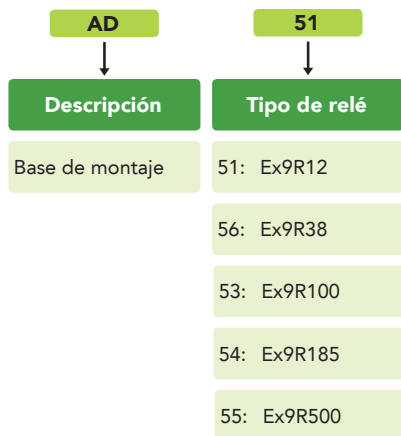 AD 51
Descripción Tipo de relé
Base de montaje 51: Ex9R12
56: Ex9R38
53: Ex9R100
54: Ex9R185
55: Ex9R500